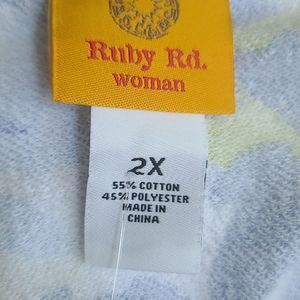 Ruby Rd.
woman
2X
55% COTTON
45% POLYESTER
MADE IN
CHINA